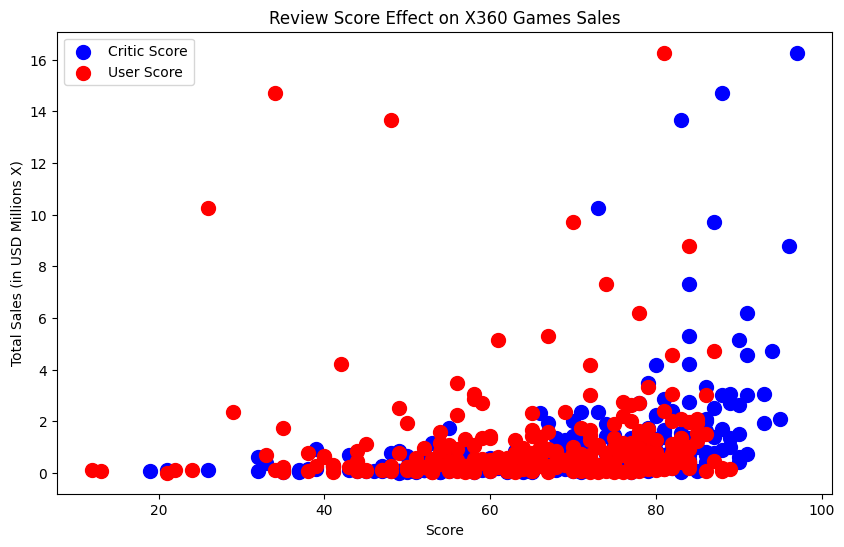 Review Score Effect on X360 Games Sales
Critic Score
User Score
16
14
12
10
8
6
4
2
0
Total Sales (in USD Millions X)
20
40
60
80
100
Score